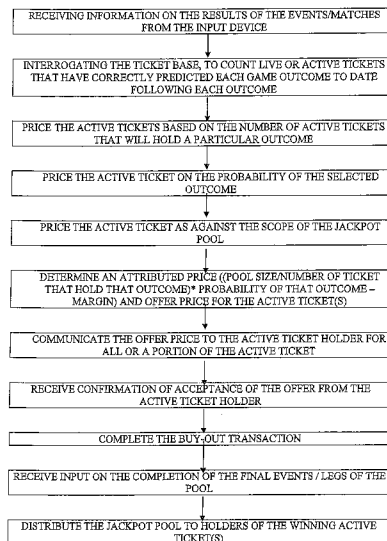 RECEIVING INFORMATION ON THE RESULTS OF THE EVENTS/MATCHES
FROM THE INPUT DEVICE
INTERROGATING THE TICKET BASE, TO COUNT LIVE OR ACTIVE TICKETS
THAT HAVE CORRECTLY PREDICTED EACH GAME OUTCOME TO DATE
FOLLOWING EACH OUTCOME
PRICE THE ACTIVE TICKETS BASED ON THE NUMBER OF ACTIVE TICKETS
THAT WILL HOLD A PARTICULAR OUTCOME
PRICE THE ACTIVE TICKET ON THE PROBABILITY OF THE SELECTED
OUTCOME
PRICE THE ACTIVE TICKET AS AGAINST THE SCOPE OF THE JACKPOT
POOL
DETERMINE AN ATTRIBUTED PRICE ((POOL SIZE/NUMBER OF TICKET
THAT HOLD THAT OUTCOME)* PROBABILITY OF THAT OUTCOME –
MARGIN) AND OFFER PRICE FOR THE ACTIVE TICKET(S)
COMMUNICATE THE OFFER PRICE TO THE ACTIVE TICKET HOLDER FOR
ALL OR A PORTION OF THE ACTIVE TICKET
RECEIVE CONFIRMATION OF ACCEPTANCE OF THE OFFER FROM THE
ACTIVE TICKET HOLDER
COMPLETE THE BUY-OUT TRANSACTION
RECEIVE INPUT ON THE COMPLETION OF THE FINAL EVENTS / LEGS OF THE
POOL
DISTRIBUTE THE JACKPOT POOL TO HOLDERS OF THE WINNING ACTIVE
TICKET(S)